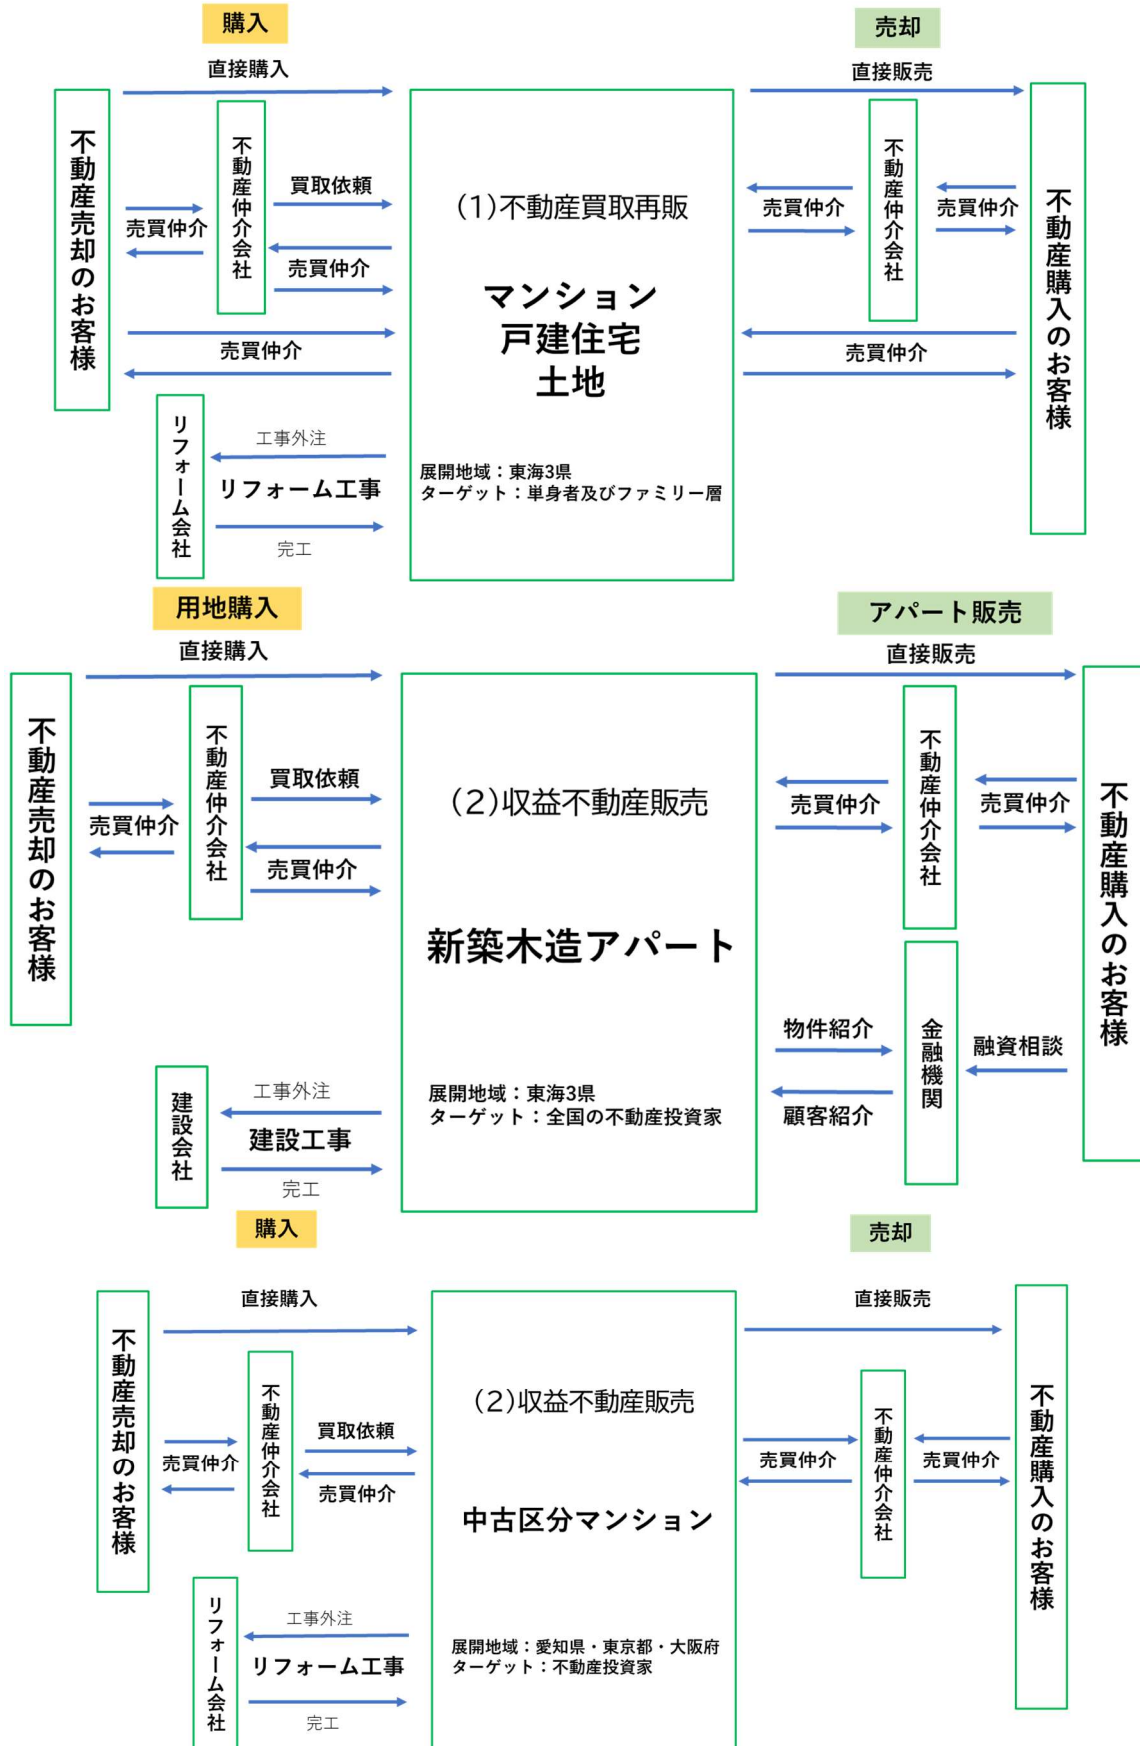 購入
売却
直接購入
直接販売
不動産売却のお客様
不動産仲介会社
買取依頼
売買仲介
売買仲介
売買仲介
(1)不動産買取再販
マンション
戸建住宅
土地
展開地域：東海3県
ターゲット：単身者及びファミリー層
リフォーム会社
工事外注
リフォーム工事
完工
売買仲介
不動産仲介会社
売買仲介
売買仲介
不動産購入のお客様
用地購入
アパート販売
直接購入
直接販売
不動産売却のお客様
売買仲介
不動産仲介会社
買取依頼
売買仲介
(2)収益不動産販売
新築木造アパート
展開地域：東海3県
ターゲット：全国の不動産投資家
建設会社
工事外注
建設工事
完工
売買仲介
不動産仲介会社
売買仲介
物件紹介
顧客紹介
金融機関
融資相談
不動産購入のお客様
購入
売却
直接購入
直接販売
不動産売却のお客様
売買仲介
不動産仲介会社
買取依頼
売買仲介
(2)収益不動産販売
中古区分マンション
展開地域：愛知県・東京都・大阪府
ターゲット：不動産投資家
リフォーム会社
工事外注
リフォーム工事
完工
売買仲介
不動産仲介会社
売買仲介
不動産購入のお客様